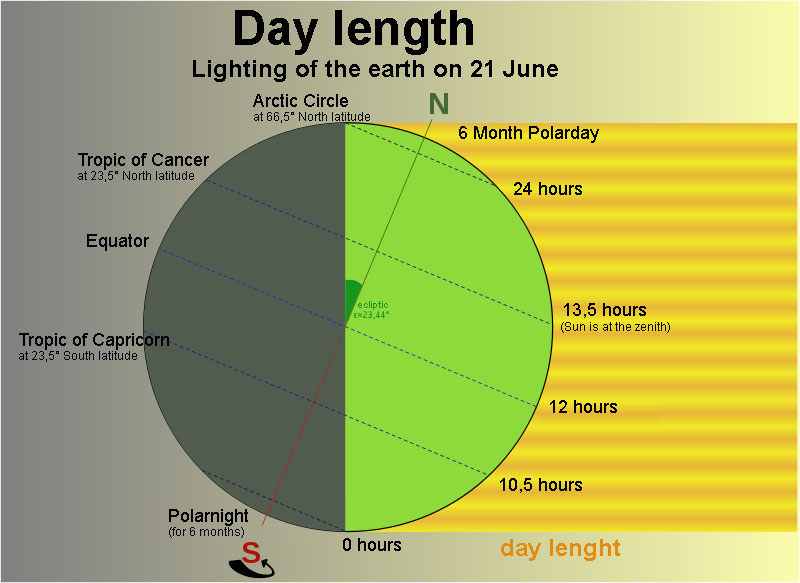 Day length
Lighting of the earth on 21 June
Arctic Circle
at 66,5° North latitude
N
6 Month Polarday
Tropic of Cancer
at 23,5° North latitude
24 hours
Equator
ecliptic
ε=23,44°
13,5 hours
(Sun is at the zenith)
Tropic of Capricorn
at 23,5° South latitude
12 hours
10,5 hours
Polarnight
(for 6 months)
0 hours
day lenght
S